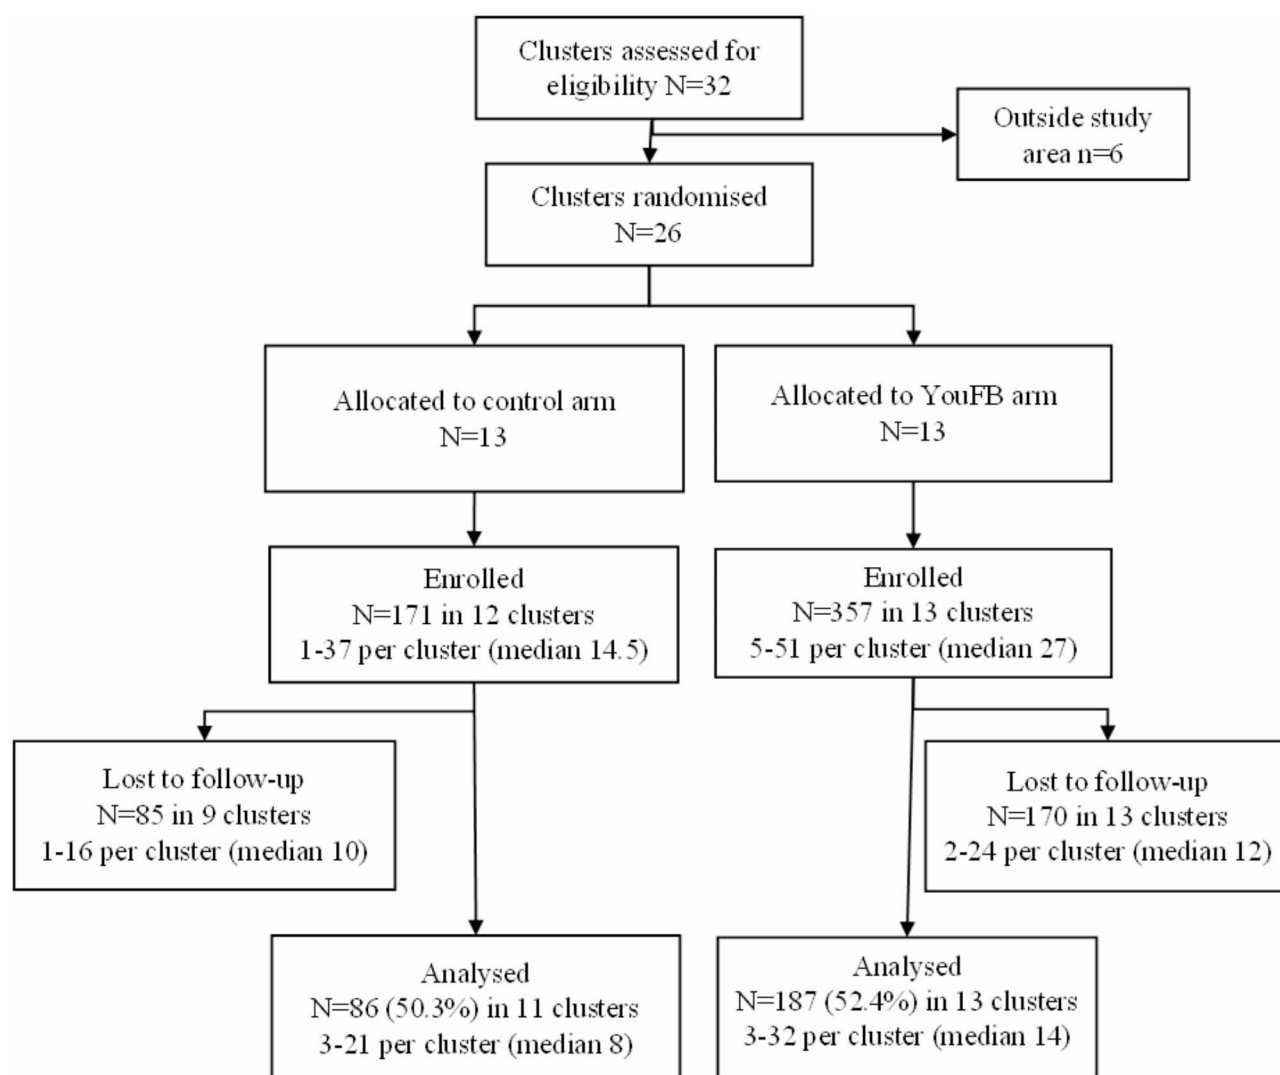 Clusters assessed for
eligibility N=32
Outside study
area n=6
Clusters randomised
N=26
Allocated to control arm
N=13
Allocated to YouFB arm
N=13
Enrolled
N=171 in 12 clusters
1-37 per cluster (median 14.5)
Enrolled
N=357 in 13 clusters
5-51 per cluster (median 27)
Lost to follow-up
N=85 in 9 clusters
1-16 per cluster (median 10)
Lost to follow-up
N=170 in 13 clusters
2-24 per cluster (median 12)
Analysed
N=86 (50.3%) in 11 clusters
3-21 per cluster (median 8)
Analysed
N=187 (52.4%) in 13 clusters
3-32 per cluster (median 14)